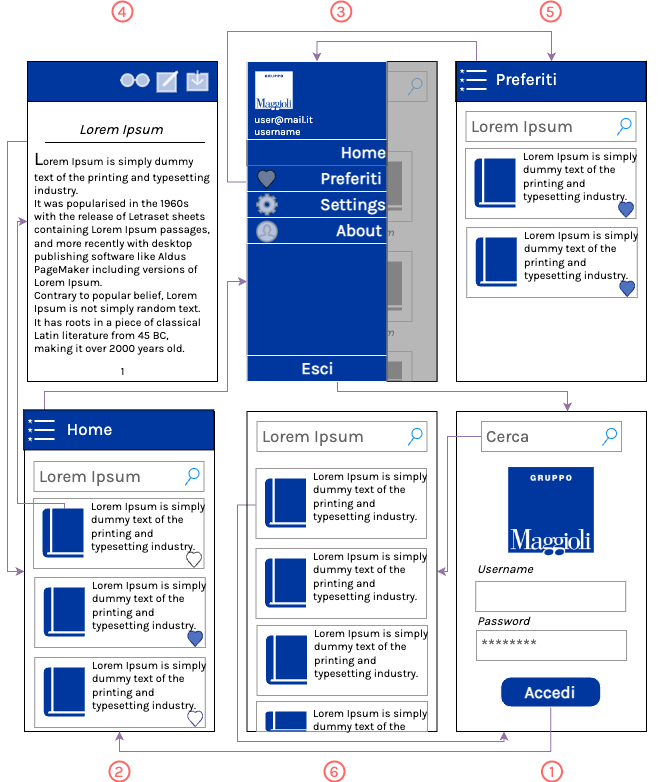 4
3
5
Lorem Ipsum
Lorem Ipsum is simply dummy
text of the printing and typesetting
industry.
It was popularised in the 1960s
with the release of Letraset sheets
containing Lorem Ipsum passages,
and more recently with desktop
publishing software like Aldus
PageMaker including versions of
Lorem Ipsum.
Contrary to popular belief, Lorem
Ipsum is not simply random text.
It has roots in a piece of classical
Latin literature from 45 BC,
making it over 2000 years old.
1
GRUPPO
Maggioli
user@mail.it
username
Home
Preferiti
Settings
About
Esci
Preferiti
Lorem Ipsum
Lorem Ipsum is simply
dummy text of the
printing and
typesetting industry.
Lorem Ipsum is simply
dummy text of the
printing and
typesetting industry.
Home
Lorem Ipsum
Lorem Ipsum is simply
dummy text of the
printing and
typesetting industry.
Lorem Ipsum is simply
dummy text of the
printing and
typesetting industry.
Lorem Ipsum is simply
dummy text of the
printing and
typesetting industry.
Lorem Ipsum
Lorem Ipsum is simply
dummy text of the
printing and
typesetting industry.
Lorem Ipsum is simply
dummy text of the
printing and
typesetting industry.
Lorem Ipsum is simply
dummy text of the
printing and
typesetting industry.
Lorem Ipsum is simply
dummy text of the
Cerca
GRUPPO
Maggioli
Username
Password
********
Accedi
2
6
1